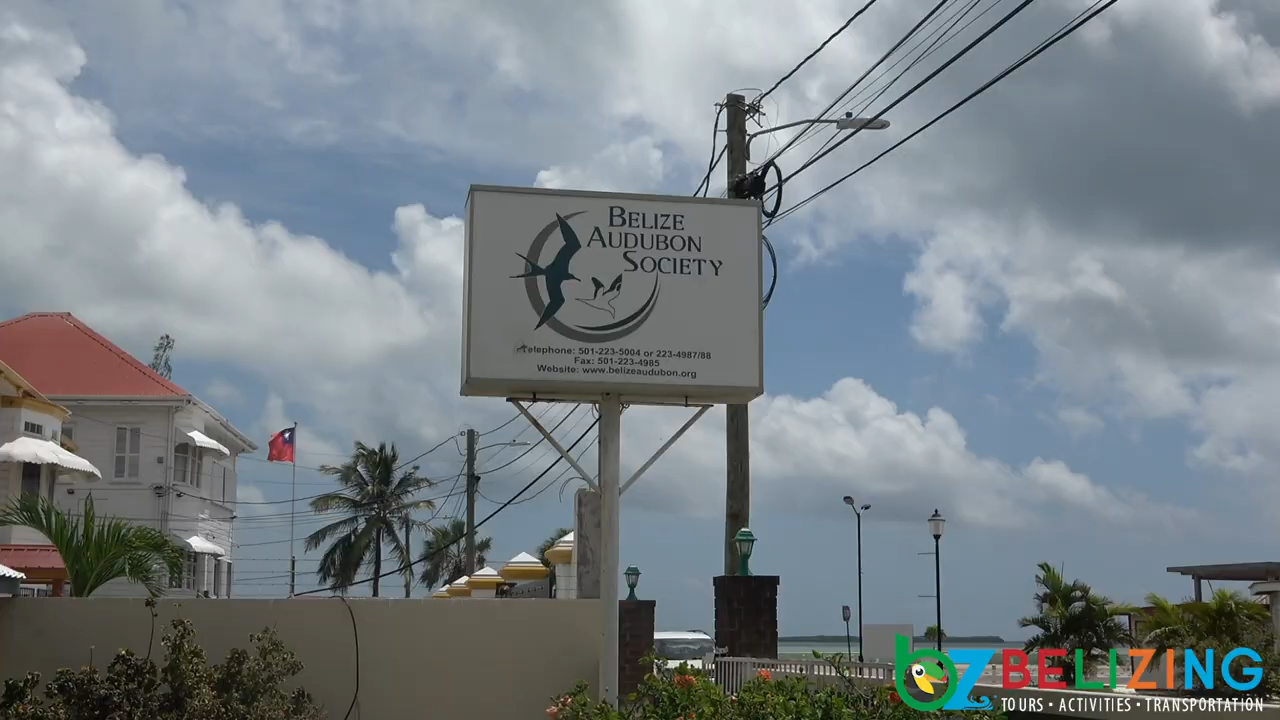 BELIZE
AUDUBON
SOCIETY
Telephone: 501-223-5004 or 223-4987/88
Fax: 501-223-4985
Website: www.belizeaudubon.org
bz BELIZING
TOURS • ACTIVITIES • TRANSPORTATION